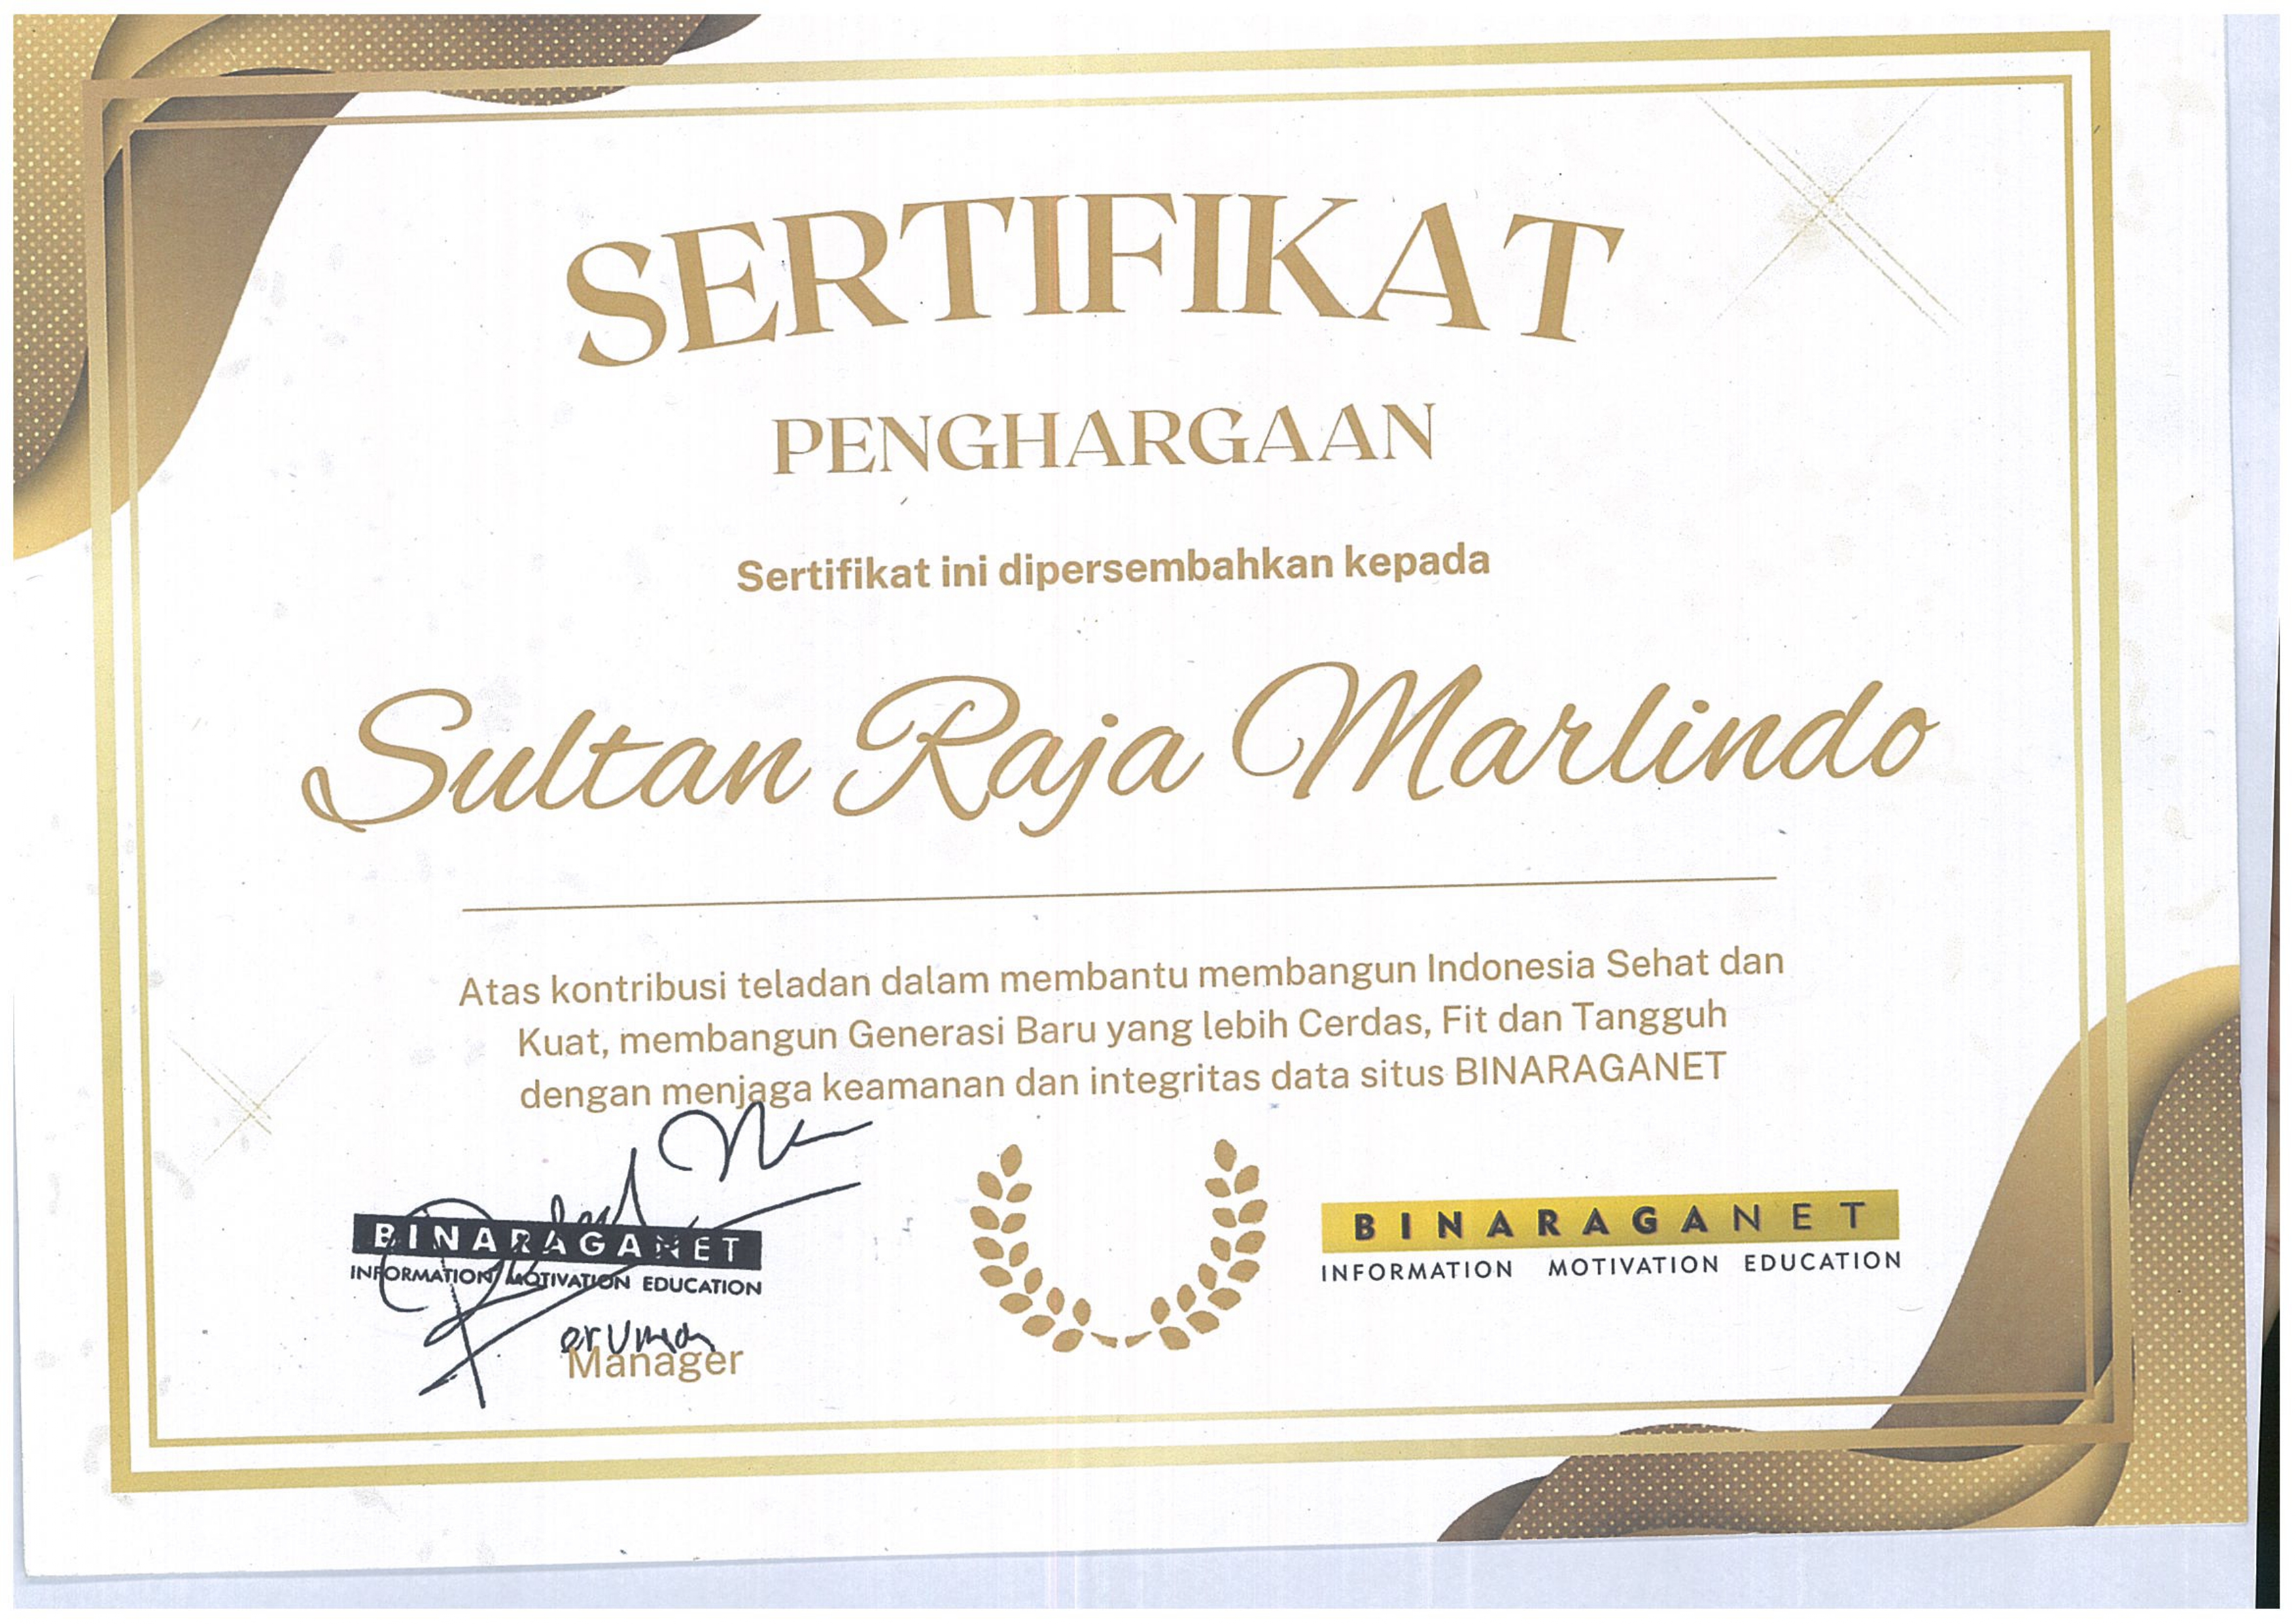 SERTIFIKAT
PENGHARGAAN
Sertifikat ini dipersembahkan kepada
Sultan Raja Marlindo
Atas kontribusi teladan dalam membantu membangun Indonesia Sehat dan
Kuat, membangun Generasi Baru yang lebih Cerdas, Fit dan Tangguh
dengan menjaga keamanan dan integritas data situs BINARAGANET
BINARAGANET
INFORMATION MOTIVATION EDUCATION
Manager
BINARAGANET
INFORMATION MOTIVATION EDUCATION